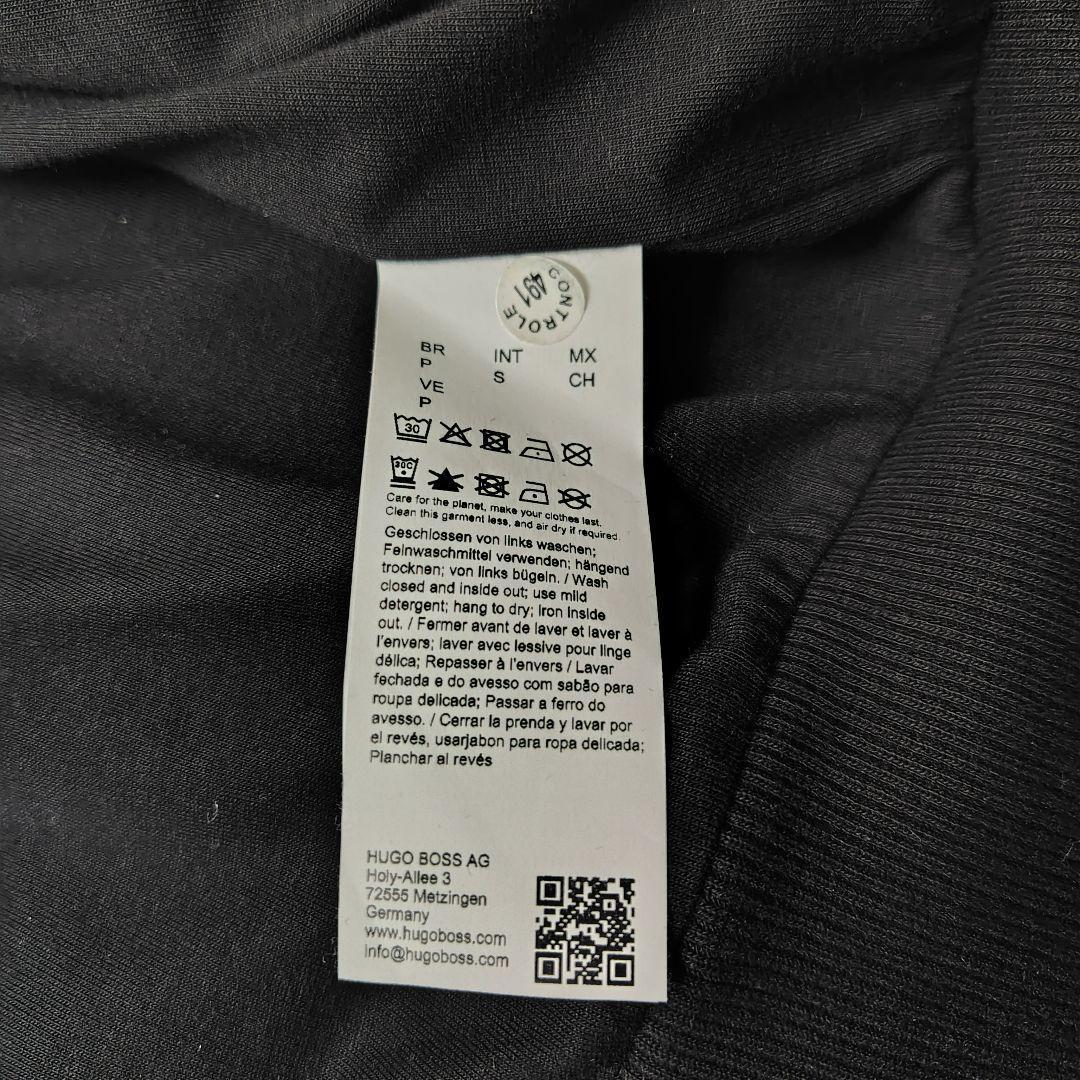 CONTROLE
491
BR INT MX
P S CH
VE
P
30
30C
Care for the planet, make your clothes last.
Clean this garment less, and air dry if required.
Geschlossen von links waschen;
Feinwaschmittel verwenden; hängend
trocknen; von links bügeln. / Wash
closed and inside out; use mild
detergent; hang to dry; iron inside
out. / Fermer avant de laver et laver à
l'envers; laver avec lessive pour linge
délica; Repasser à l'envers / Lavar
fechada e do avesso com sabão para
roupa delicada; Passar a ferro do
avesso. / Cerrar la prenda y lavar por
el revés, usarjabon para ropa delicada;
Planchar al revés
HUGO BOSS AG
Holy-Allee 3
72555 Metzingen
Germany
www.hugoboss.com
info@hugoboss.com